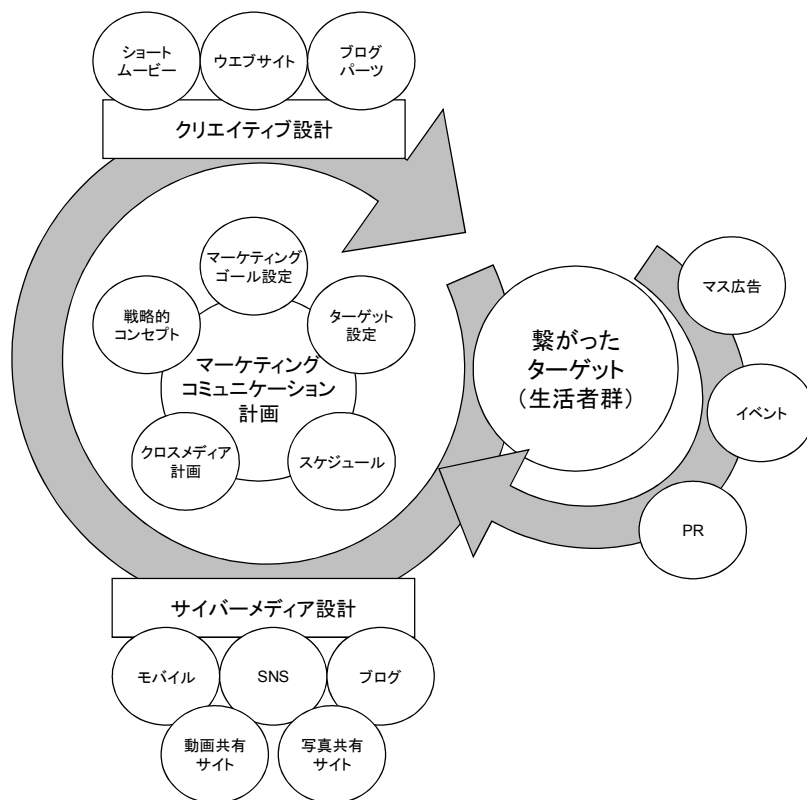 ショート
ムービー
ウエブサイト
ブログ
パーツ
クリエイティブ設計
マーケティング
ゴール設定
戦略的
コンセプト
ターゲット
設定
マーケティング
コミュニケーション
計画
クロスメディア
計画
スケジュール
繋がった
ターゲット
（生活者群）
マス広告
イベント
PR
サイバーメディア設計
モバイル
SNS
ブログ
動画共有
サイト
写真共有
サイト